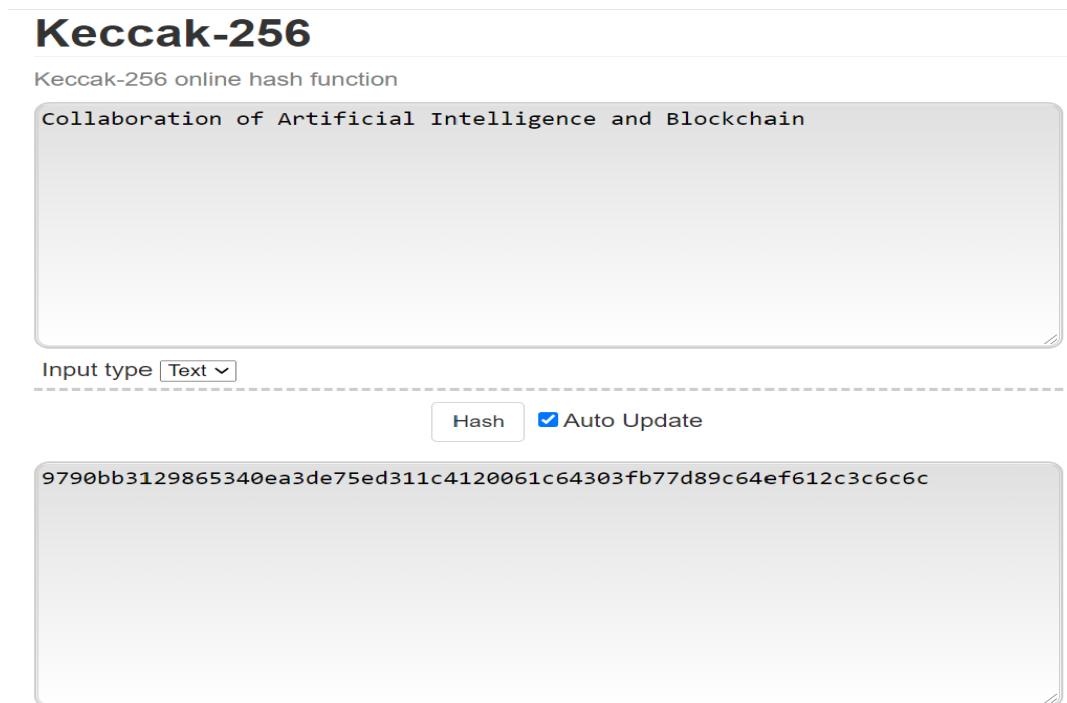 Keccak-256
Keccak-256 online hash function
Collaboration of Artificial Intelligence and Blockchain
Input type Text
Hash Auto Update
9790bb3129865340ea3de75ed311c4120061c64303fb77d89c64ef612c3c6c6c